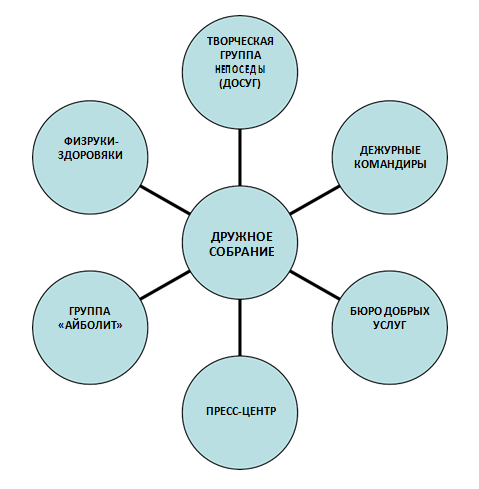 ТВОРЧЕСКАЯ
ГРУППА
НЕПОСЕДЫ
(ДОСУГ)
ФИЗРУКИ-
ЗДОРОВЯКИ
ДЕЖУРНЫЕ
КОМАНДИРЫ
ДРУЖНОЕ
СОБРАНИЕ
ГРУППА
«АЙБОЛИТ»
БЮРО ДОБРЫХ
УСЛУГ
ПРЕСС-ЦЕНТР